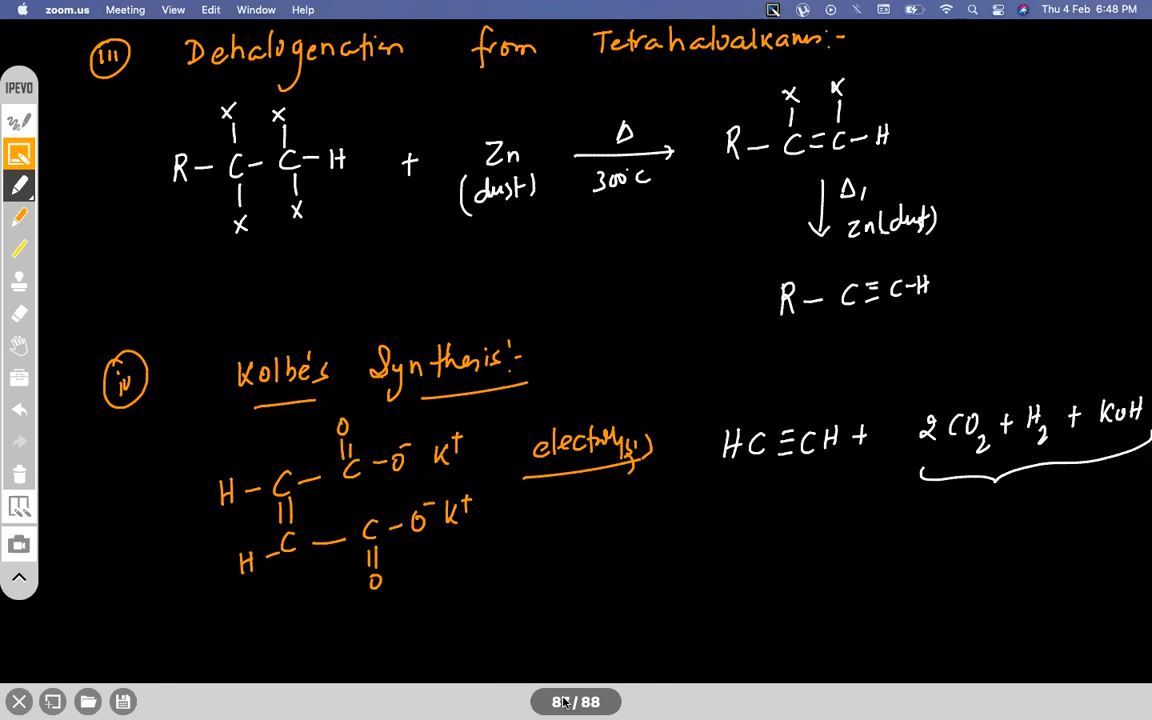 zoom.us Meeting View Edit Window Help Thu 4 Feb 6:48 PM
IPEVO
iii Dehalogenation from Tetrahaloalkanes:-
X X X X
R - C - C - H + Zn Δ R - C = C - H
(dust) 300°C
X X
Δ, Zn(dust)
R - C ≡ C - H
iv Kolbe's Synthesis:-
O
H - C - C - O⁻ K⁺ electrolysis HC ≡ CH + 2CO₂ + H₂ + KOH
H - C - C - O⁻ K⁺
O
/ 88